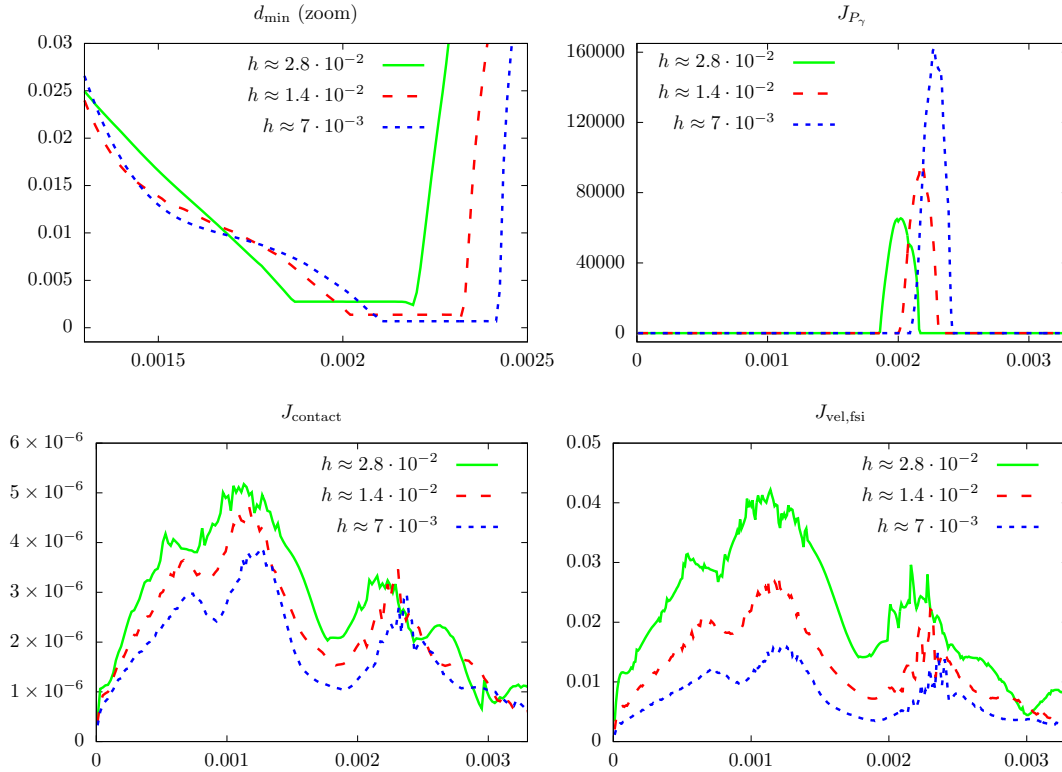 d_min (zoom)
0.03
0.025
0.02
0.015
0.01
0.005
0
h ≈ 2.8 · 10⁻²
h ≈ 1.4 · 10⁻²
h ≈ 7 · 10⁻³
0.0015
0.002
0.0025
J_{P_γ}
160000
120000
80000
40000
0
h ≈ 2.8 · 10⁻²
h ≈ 1.4 · 10⁻²
h ≈ 7 · 10⁻³
0
0.001
0.002
0.003
J_contact
6 × 10⁻⁶
5 × 10⁻⁶
4 × 10⁻⁶
3 × 10⁻⁶
2 × 10⁻⁶
1 × 10⁻⁶
0
h ≈ 2.8 · 10⁻²
h ≈ 1.4 · 10⁻²
h ≈ 7 · 10⁻³
0
0.001
0.002
0.003
J_vel,fsi
0.05
0.04
0.03
0.02
0.01
0
h ≈ 2.8 · 10⁻²
h ≈ 1.4 · 10⁻²
h ≈ 7 · 10⁻³
0
0.001
0.002
0.003